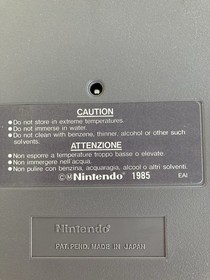 CAUTION
●Do not store in extreme temperatures.
●Do not immerse in water.
●Do not clean with benzene, thinner, alcohol or other such
solvents.
ATTENZIONE
●Non espone a temperature troppo basse o elevate.
●Non immergere nell'acqua.
●Non pulire con benzina, acquaragia, alcool o altri solventi.
©Ⓜ Nintendo® 1985
EAI
Nintendo
PAT.PEND. MADE IN JAPAN